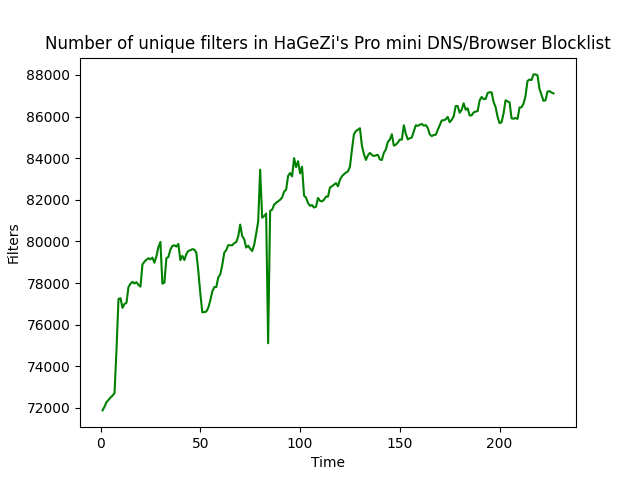 Number of unique filters in HaGeZi's Pro mini DNS/Browser Blocklist
88000
86000
84000
82000
80000
78000
76000
74000
72000
Filters
0 50 100 150 200
Time